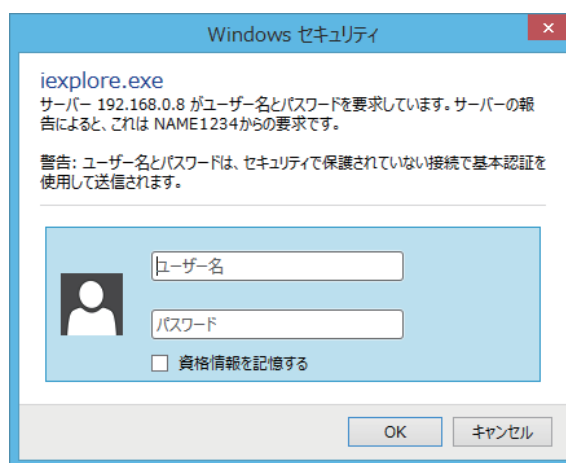 Windows セキュリティ
iexplore.exe
サーバー 192.168.0.8 がユーザー名とパスワードを要求しています。サーバーの報
告によると、これは NAME1234からの要求です。
警告: ユーザー名とパスワードは、セキュリティで保護されていない接続で基本認証を
使用して送信されます。
ユーザー名
パスワード
資格情報を記憶する
OK
キャンセル